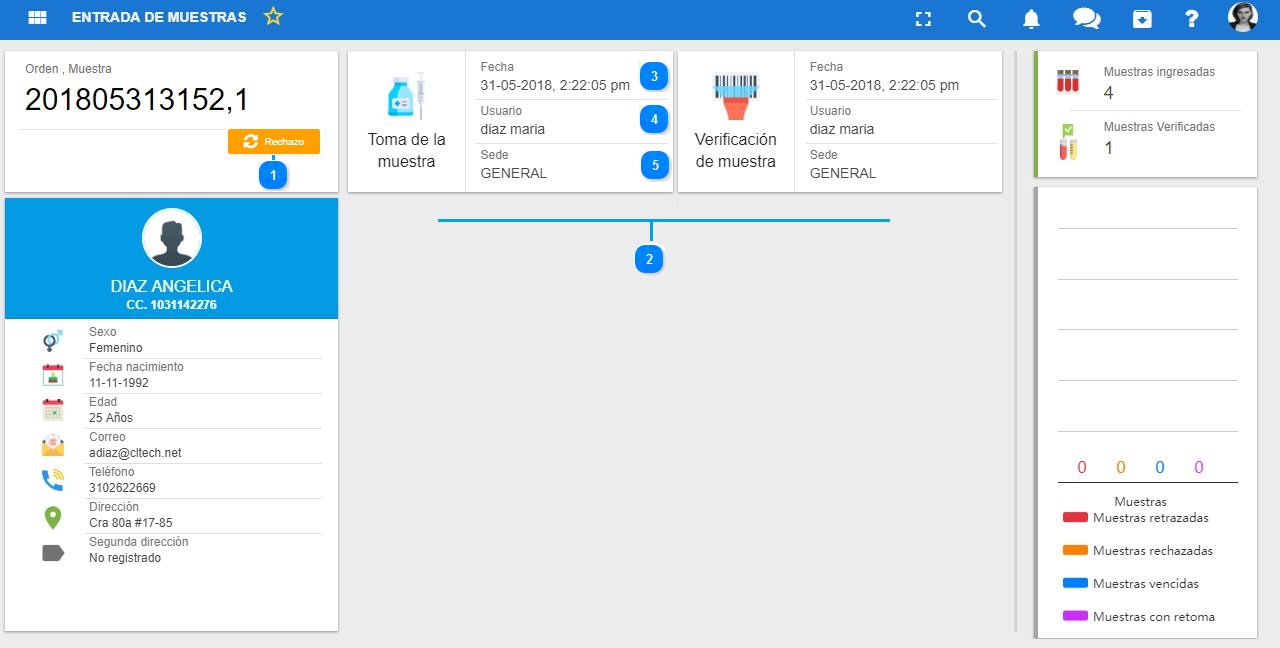 ENTRADA DE MUESTRAS
Orden , Muestra
201805313152,1
Rechazo
1
DIAZ ANGELICA
CC. 1031142276
Sexo
Femenino
Fecha nacimiento
11-11-1992
Edad
25 Años
Correo
adiaz@cltech.net
Teléfono
3102622669
Dirección
Cra 80a #17-85
Segunda dirección
No registrado
Toma de la
muestra
Fecha
31-05-2018, 2:22:05 pm
3
Usuario
diaz maria
4
Sede
GENERAL
5
Verificación
de muestra
Fecha
31-05-2018, 2:22:05 pm
Usuario
diaz maria
Sede
GENERAL
2
Muestras ingresadas
4
Muestras Verificadas
1
0 0 0 0
Muestras
Muestras retrazadas
Muestras rechazadas
Muestras vencidas
Muestras con retoma